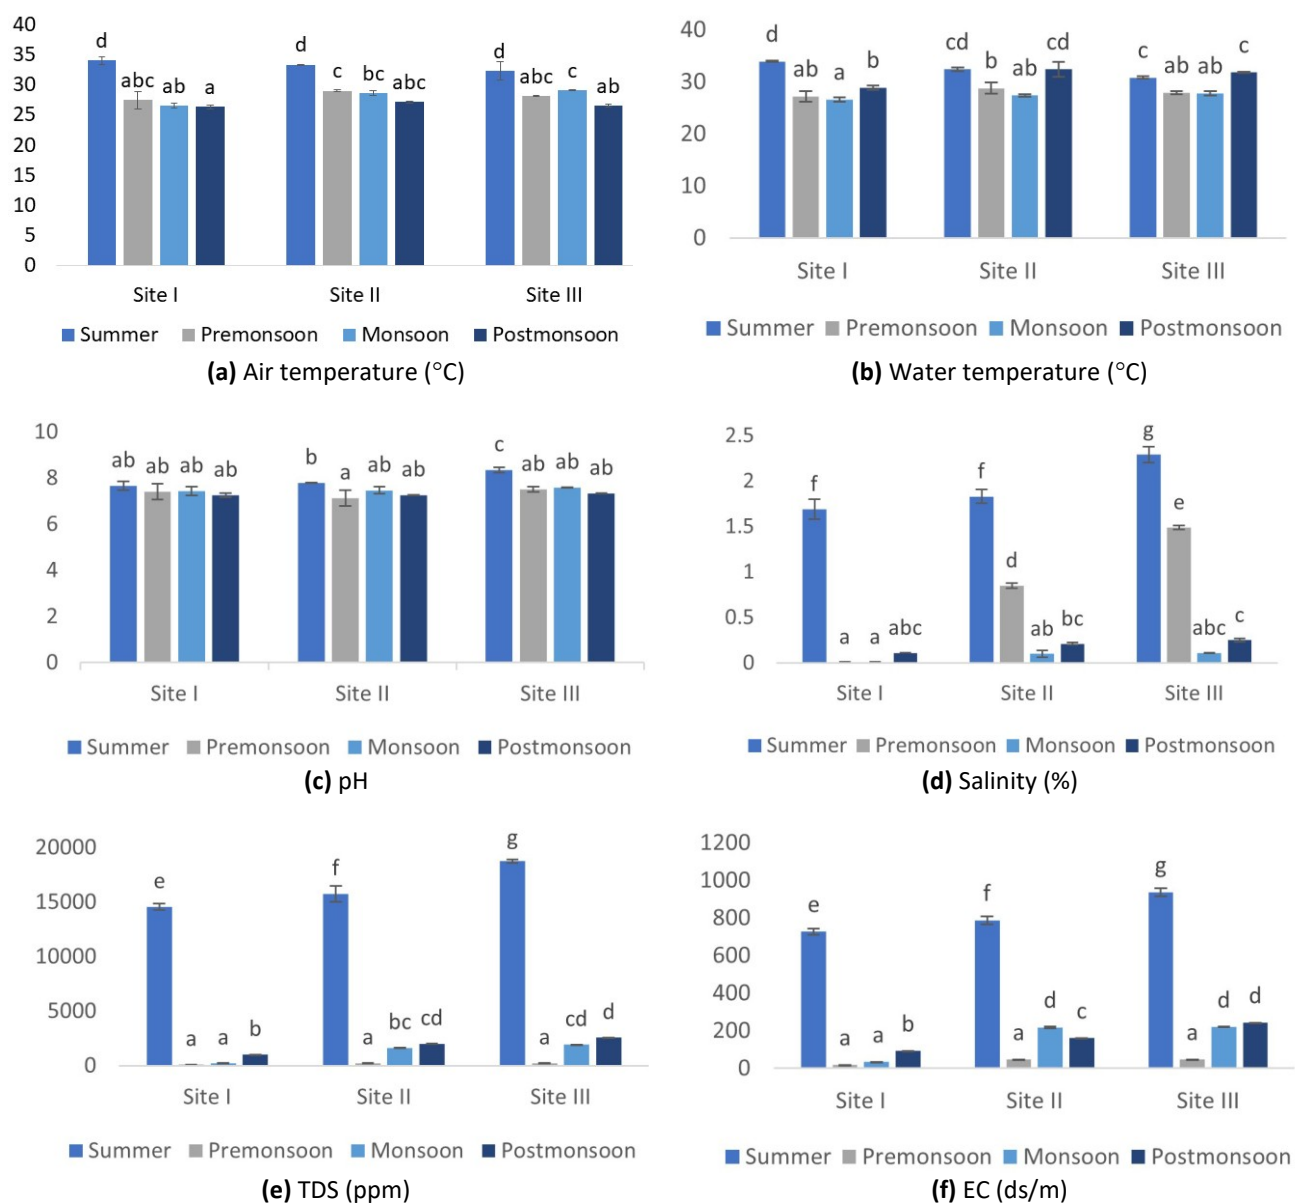 40
35
30
25
20
15
10
5
0
d
abc
ab
a
d
c
bc
abc
d
abc
c
ab
Site I Site II Site III
Summer Premonsoon Monsoon Postmonsoon
(a) Air temperature (°C)
40
30
20
10
0
d
ab
a
b
cd
b
ab
cd
c
ab
ab
c
Site I Site II Site III
Summer Premonsoon Monsoon Postmonsoon
(b) Water temperature (°C)
10
8
6
4
2
0
ab
ab
ab
ab
b
a
ab
ab
c
ab
ab
ab
Site I Site II Site III
Summer Premonsoon Monsoon Postmonsoon
(c) pH
2.5
2
1.5
1
0.5
0
f
a
a
abc
f
d
ab
bc
g
e
abc
c
Site I Site II Site III
Summer Premonsoon Monsoon Postmonsoon
(d) Salinity (%)
20000
15000
10000
5000
0
e
a
a
b
f
a
bc
cd
g
a
cd
d
Site I Site II Site III
Summer Premonsoon Monsoon Postmonsoon
(e) TDS (ppm)
1200
1000
800
600
400
200
0
e
a
a
b
f
a
d
c
g
a
d
d
Site I Site II Site III
Summer Premonsoon Monsoon Postmonsoon
(f) EC (ds/m)